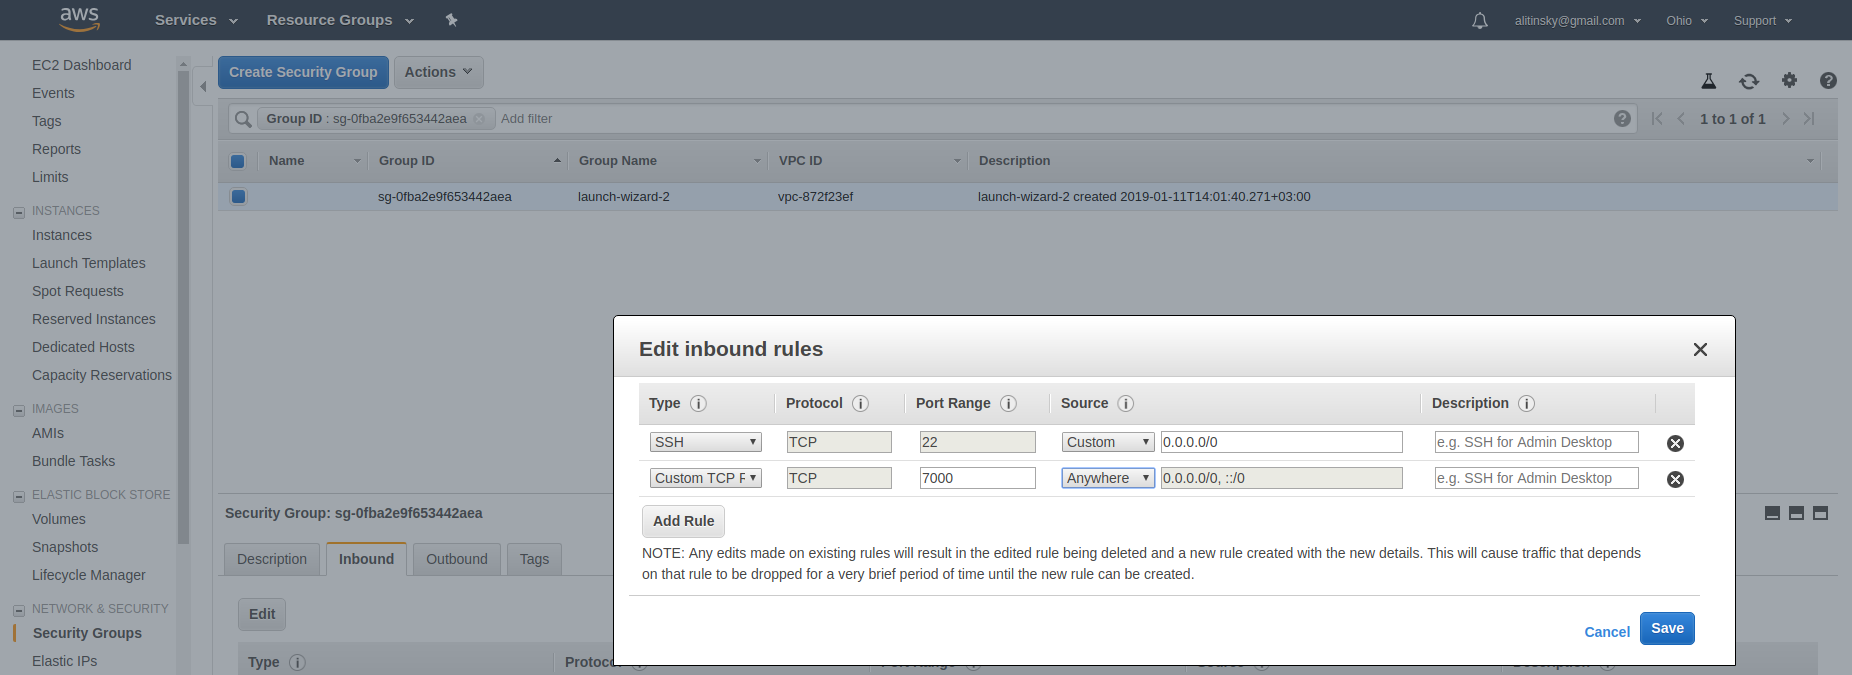 aws Services Resource Groups alitinsky@gmail.com Ohio Support
EC2 Dashboard
Events
Tags
Reports
Limits
INSTANCES
Instances
Launch Templates
Spot Requests
Reserved Instances
Dedicated Hosts
Capacity Reservations
IMAGES
AMIs
Bundle Tasks
ELASTIC BLOCK STORE
Volumes
Snapshots
Lifecycle Manager
NETWORK & SECURITY
Security Groups
Elastic IPs
Create Security Group Actions
Group ID : sg-0fba2e9f653442aea Add filter 1 to 1 of 1
Name Group ID Group Name VPC ID Description
sg-0fba2e9f653442aea launch-wizard-2 vpc-872f23ef launch-wizard-2 created 2019-01-11T14:01:40.271+03:00
Security Group: sg-0fba2e9f653442aea
Description Inbound Outbound Tags
Edit
Type Protoco
Edit inbound rules
Type Protocol Port Range Source Description
SSH TCP 22 Custom 0.0.0.0/0 e.g. SSH for Admin Desktop
Custom TCP F TCP 7000 Anywhere 0.0.0.0/0, ::/0 e.g. SSH for Admin Desktop
Add Rule
NOTE: Any edits made on existing rules will result in the edited rule being deleted and a new rule created with the new details. This will cause traffic that depends
on that rule to be dropped for a very brief period of time until the new rule can be created.
Cancel Save